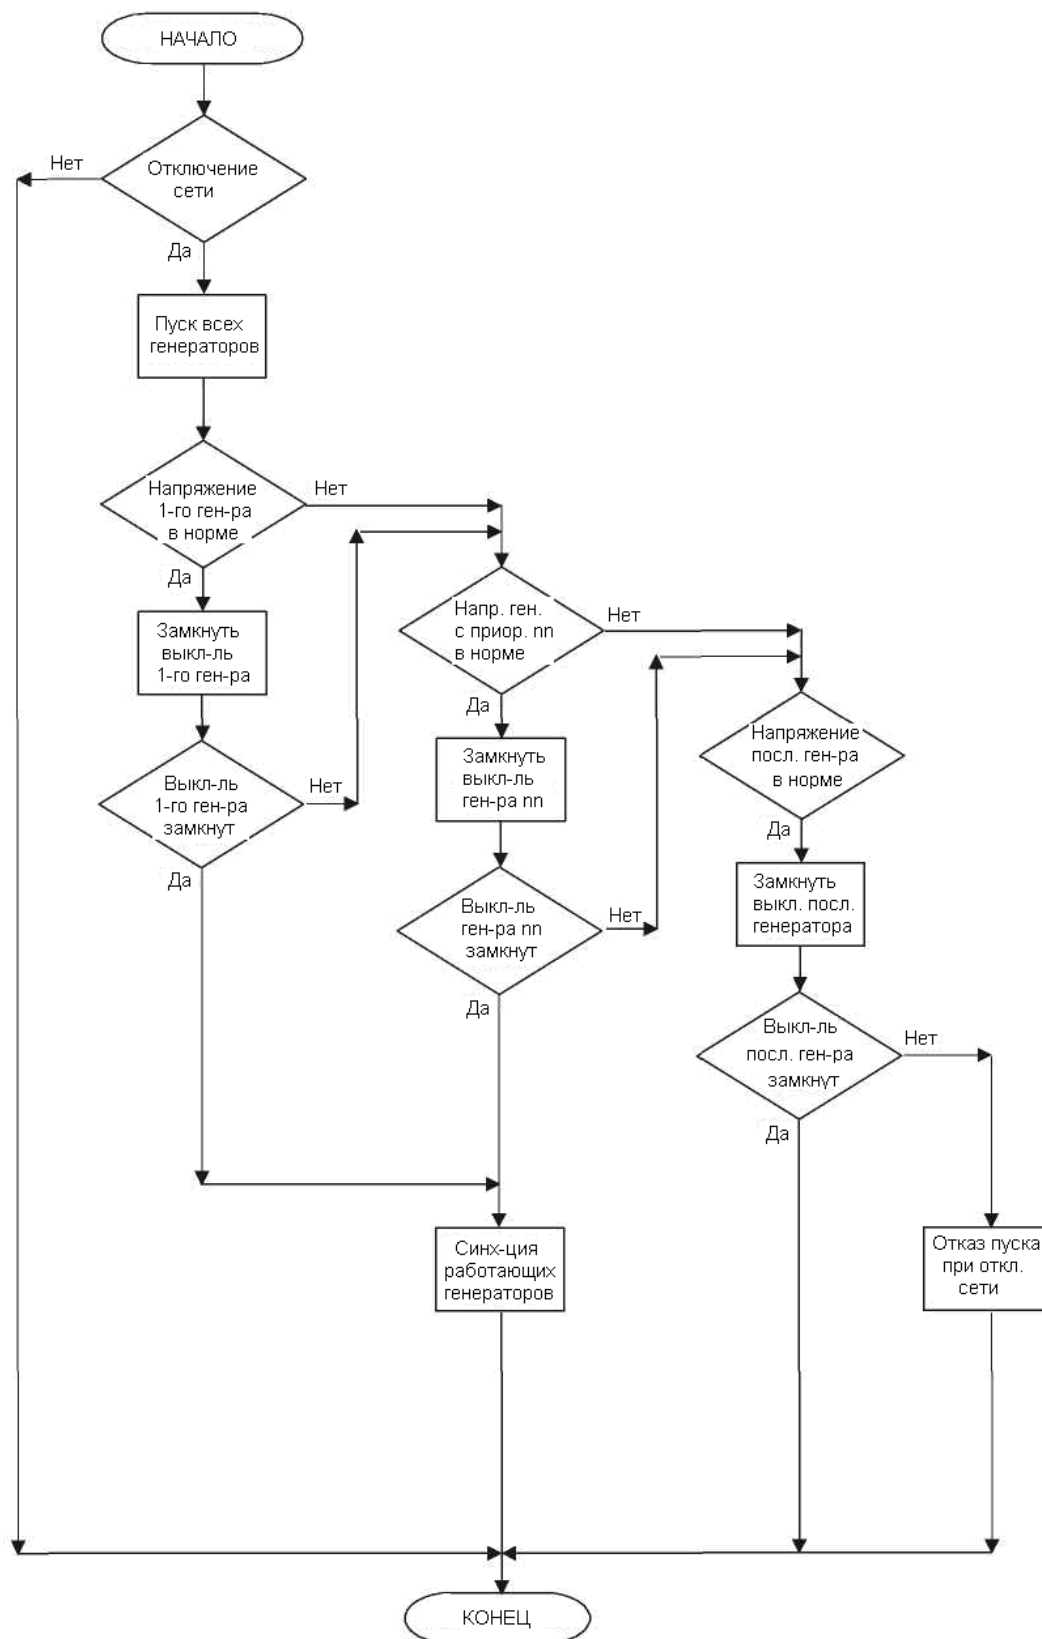 НАЧАЛО
Нет
Отключение
сети
Да
Пуск всех
генераторов
Напряжение
1-го ген-ра
в норме
Нет
Да
Замкнуть
выкл-ль
1-го ген-ра
Напр. ген.
с приор. nn
в норме
Нет
Да
Выкл-ль
1-го ген-ра
замкнут
Нет
Да
Замкнуть
выкл-ль
ген-ра nn
Напряжение
посл. ген-ра
в норме
Да
Выкл-ль
ген-ра nn
замкнут
Нет
Да
Замкнуть
выкл. посл.
генератора
Выкл-ль
посл. ген-ра
замкнут
Нет
Да
Синх-ция
работающих
генераторов
Отказ пуска
при откл.
сети
КОНЕЦ